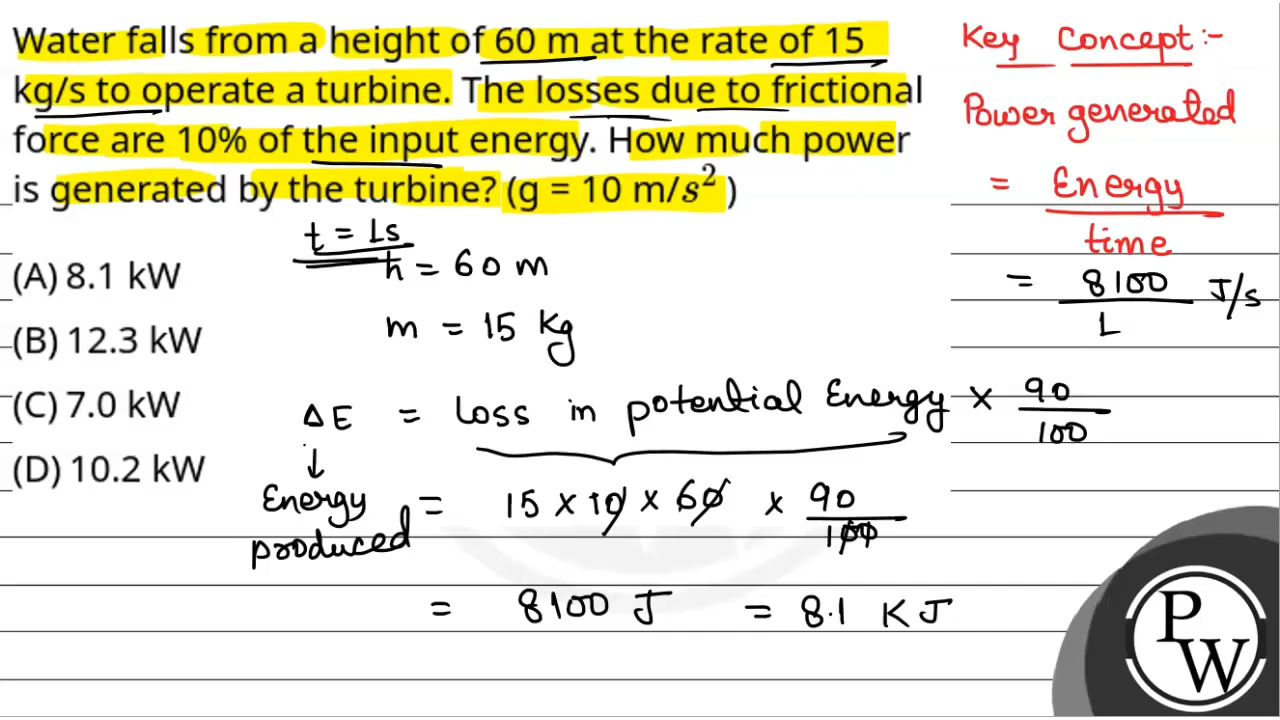 Water falls from a height of 60 m at the rate of 15
kg/s to operate a turbine. The losses due to frictional
force are 10% of the input energy. How much power
is generated by the turbine? (g = 10 m/s² )
(A) 8.1 kW
(B) 12.3 kW
(C) 7.0 kW
(D) 10.2 kW
t = 1s
h = 60 m
m = 15 kg
ΔE = Loss in potential Energy × 90/100
↓
Energy produced = 15 × 10 × 60 × 90/100
= 8100 J = 8.1 KJ
Key Concept :-
Power generated
= Energy/time
= 8100/1 J/s
P
W